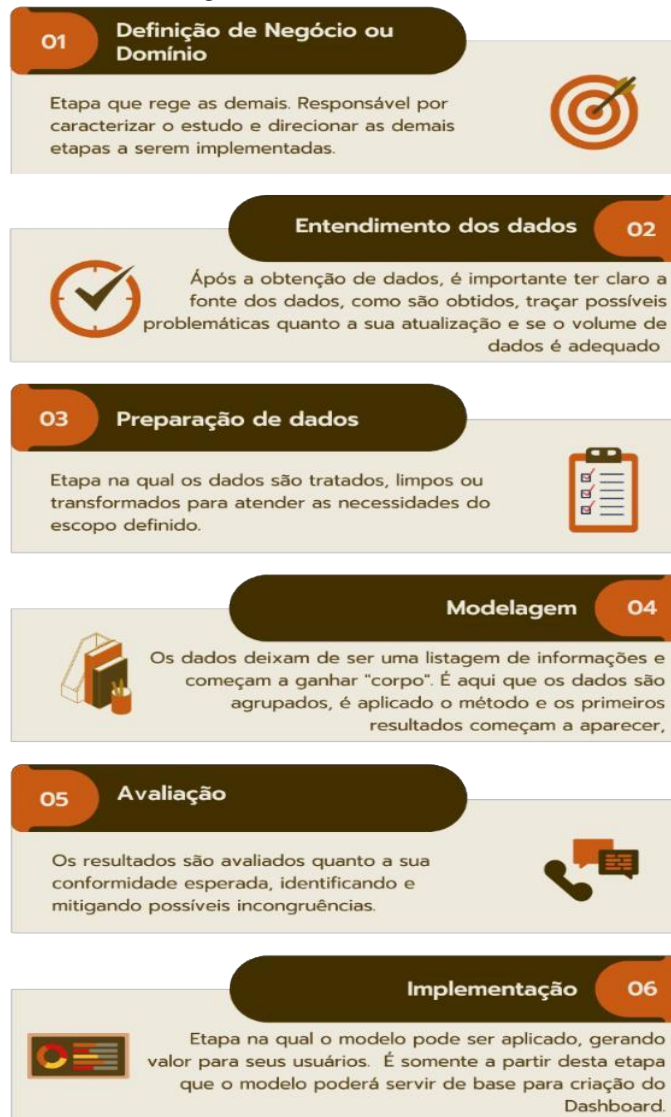 01
Definição de Negócio ou
Domínio
Etapa que rege as demais. Responsável por
caracterizar o estudo e direcionar as demais
etapas a serem implementadas.
Entendimento dos dados
02
Ápós a obtenção de dados, é importante ter claro a
fonte dos dados, como são obtidos, traçar possíveis
problemáticas quanto a sua atualização e se o volume de
dados é adequado
03
Preparação de dados
Etapa na qual os dados são tratados, limpos ou
transformados para atender as necessidades do
escopo definido.
Modelagem
04
Os dados deixam de ser uma listagem de informações e
começam a ganhar "corpo". É aqui que os dados são
agrupados, é aplicado o método e os primeiros
resultados começam a aparecer,
05
Avaliação
Os resultados são avaliados quanto a sua
conformidade esperada, identificando e
mitigando possíveis incongruências.
Implementação
06
Etapa na qual o modelo pode ser aplicado, gerando
valor para seus usuários. É somente a partir desta etapa
que o modelo poderá servir de base para criação do
Dashboard.